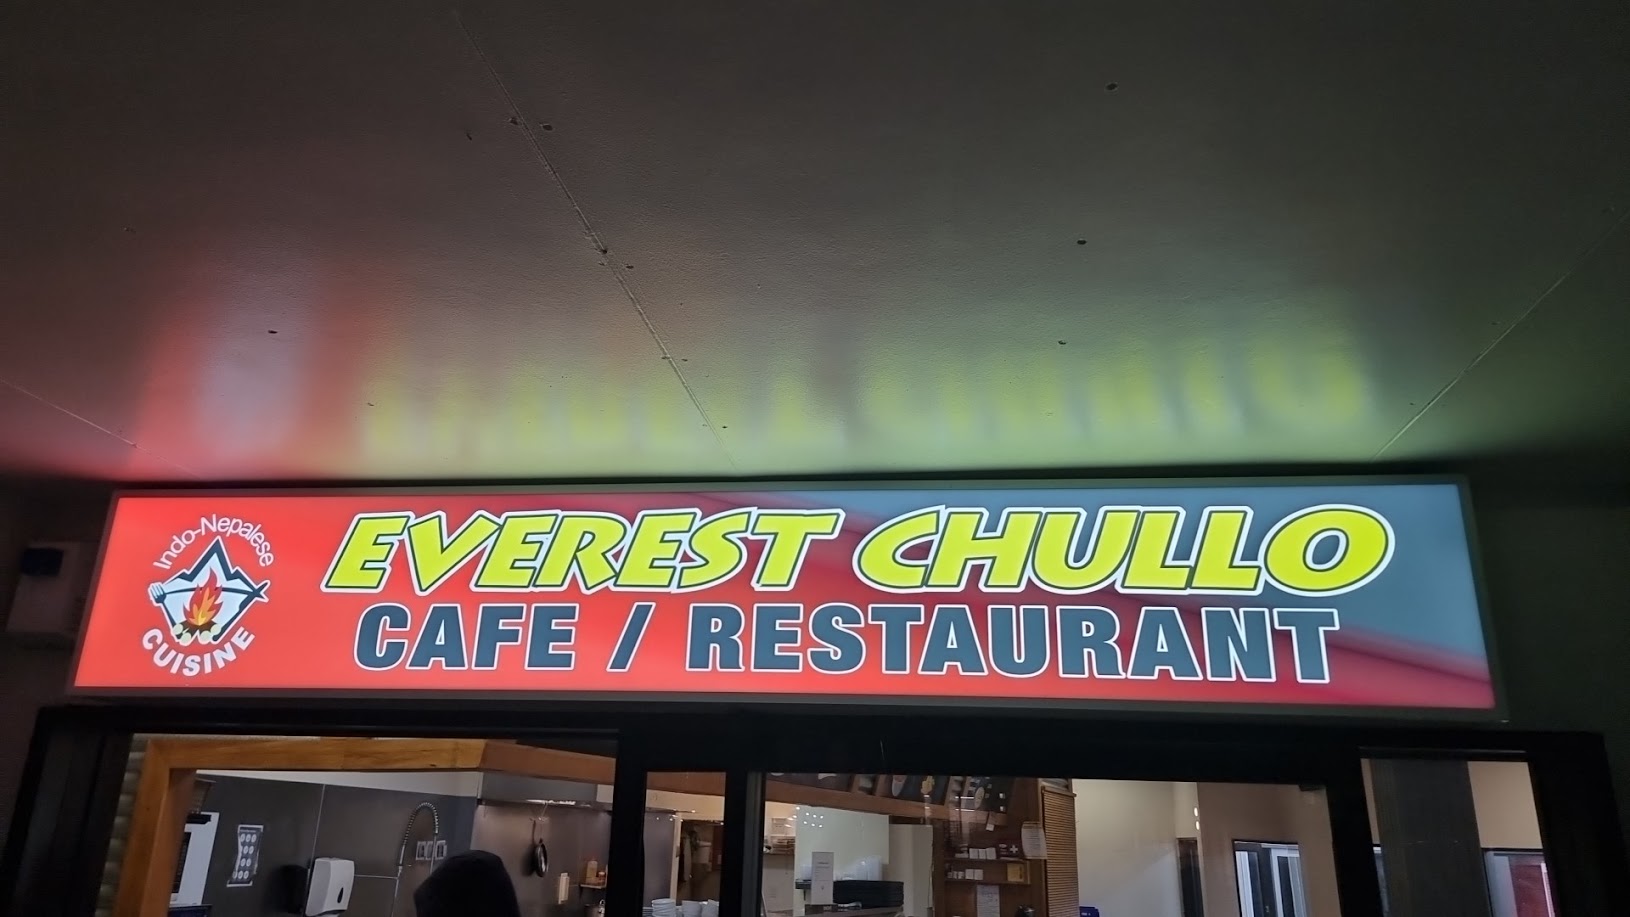 Indo-Nepalese
CUISINE
EVEREST CHULLO
CAFE / RESTAURANT